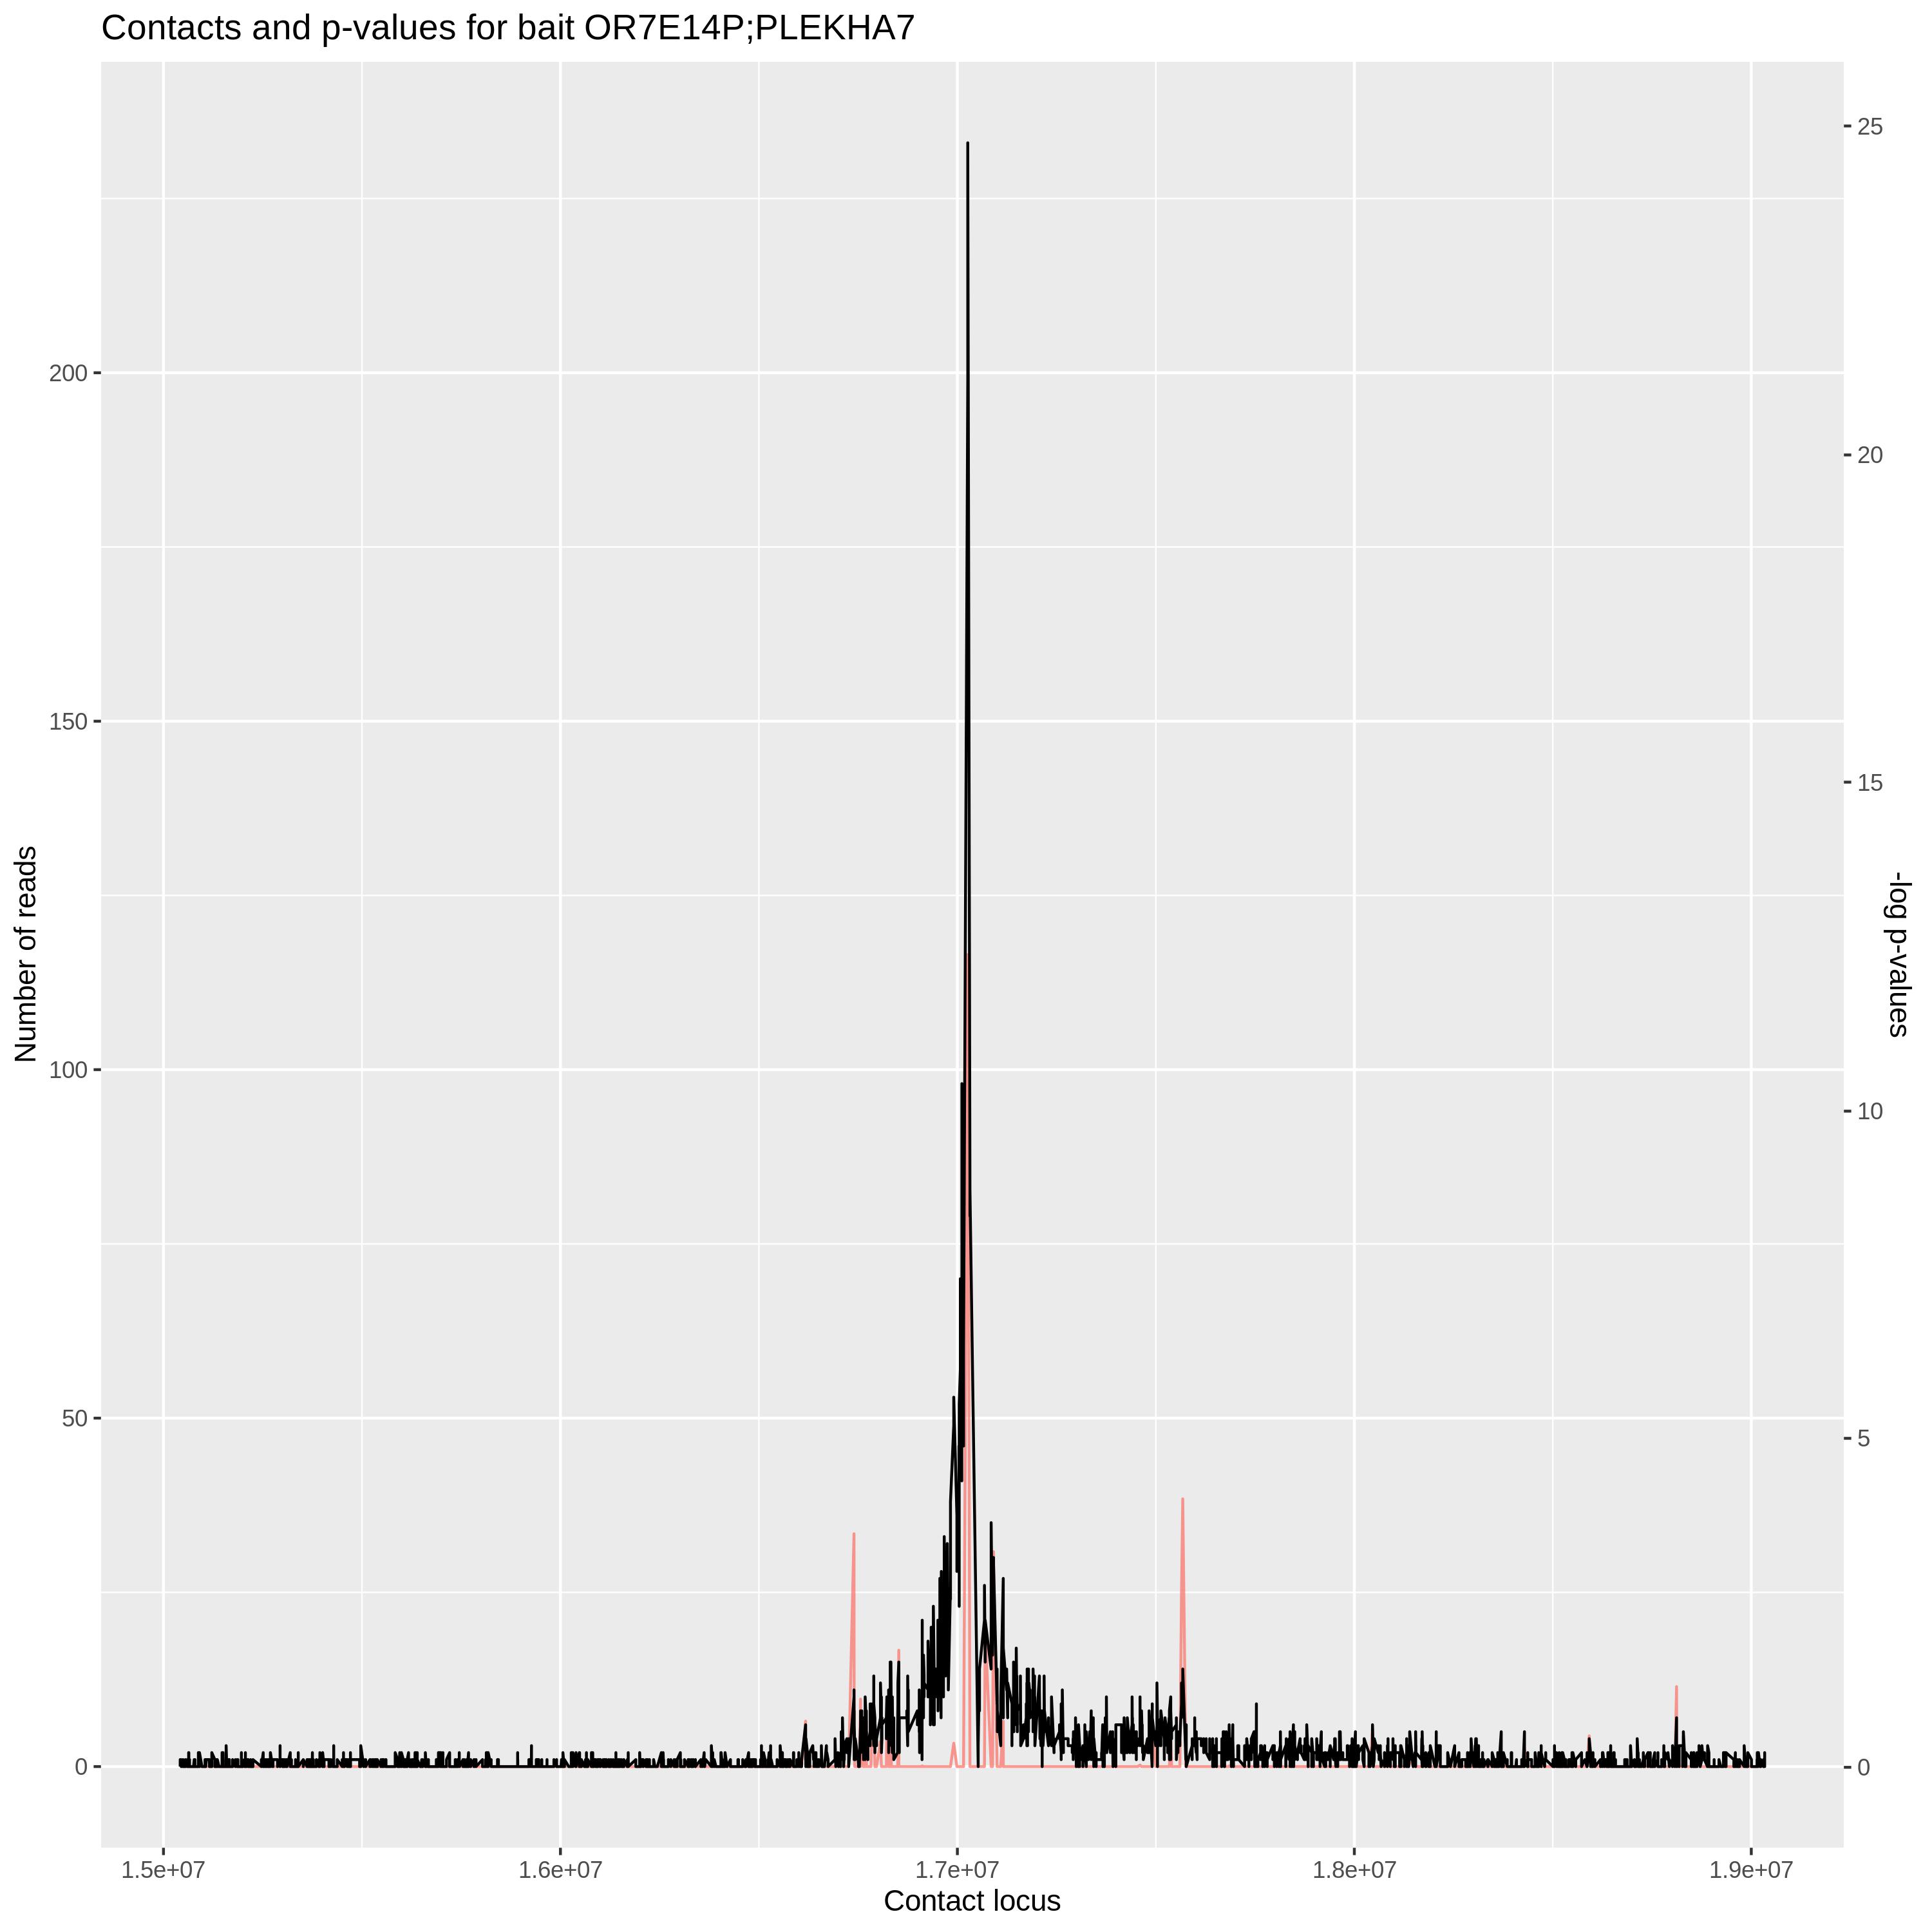 Contacts and p-values for bait OR7E14P;PLEKHA7
Number of reads
200
150
100
50
0
25
20
15
10
5
0
-log p-values
1.5e+07
1.6e+07
1.7e+07
1.8e+07
1.9e+07
Contact locus